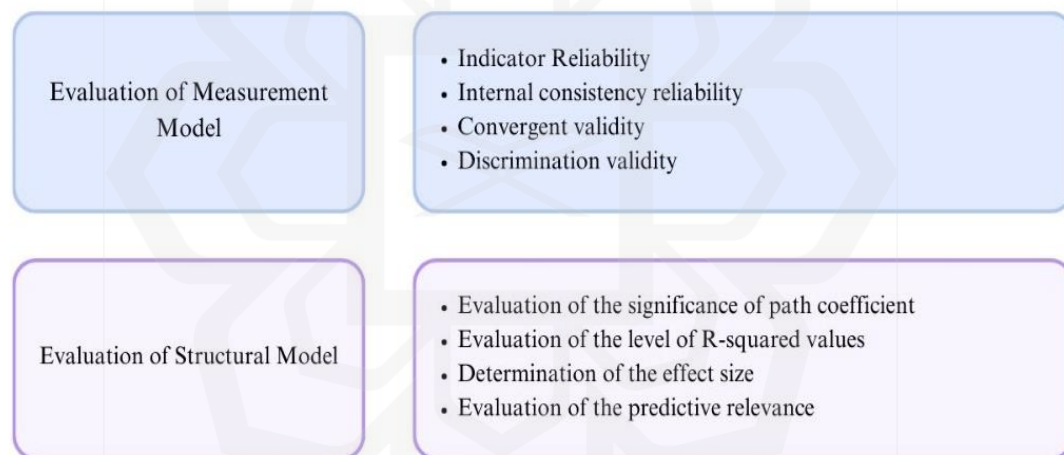 Evaluation of Measurement
Model
• Indicator Reliability
• Internal consistency reliability
• Convergent validity
• Discrimination validity
Evaluation of Structural Model
• Evaluation of the significance of path coefficient
• Evaluation of the level of R-squared values
• Determination of the effect size
• Evaluation of the predictive relevance